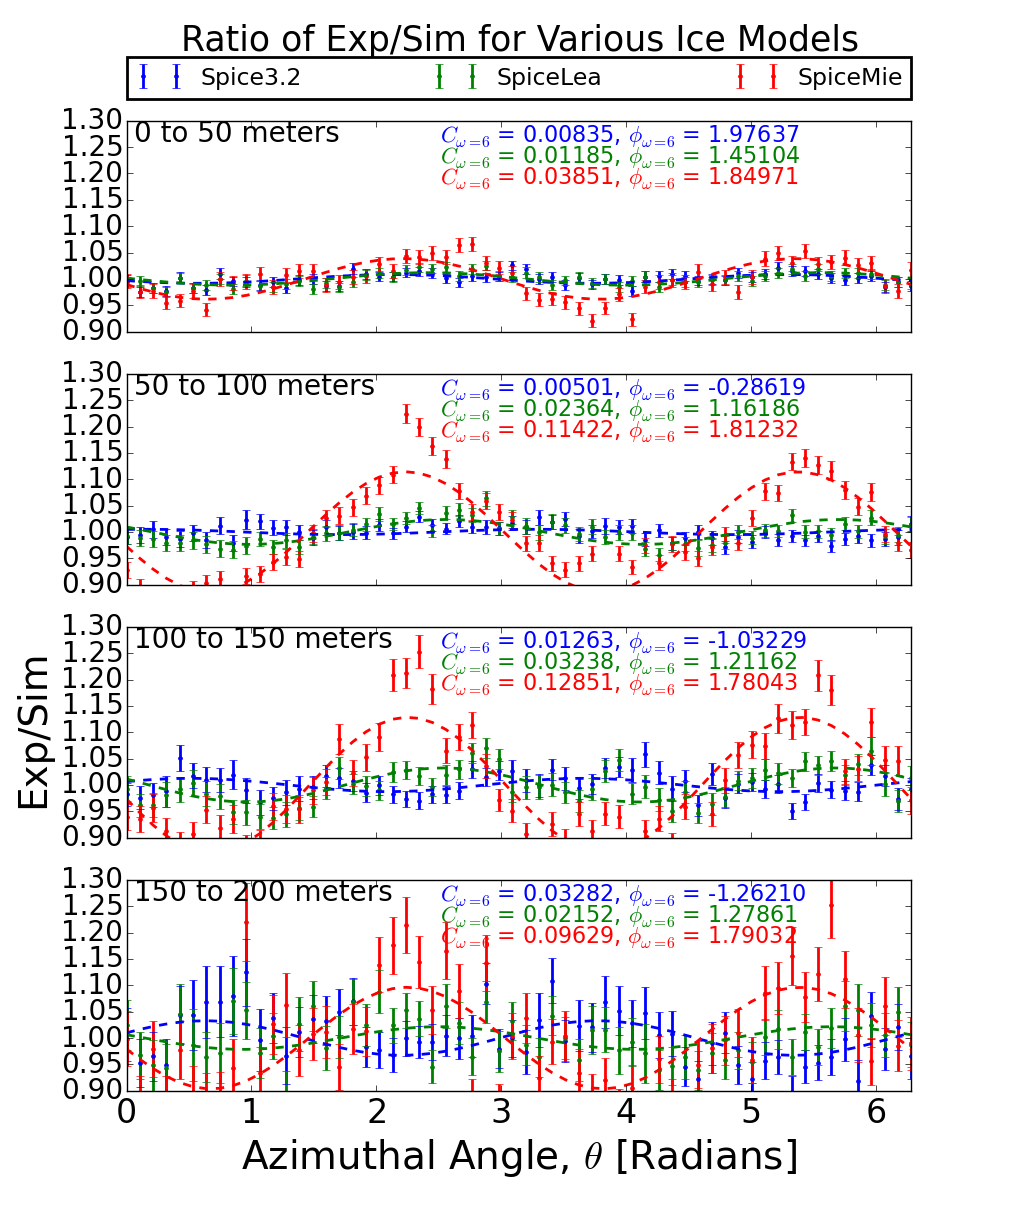 Ratio of Exp/Sim for Various Ice Models
Spice3.2 SpiceLea SpiceMie
1.30
1.25
1.20
1.15
1.10
1.05
1.00
0.95
0.90
0 to 50 meters
C_{ω=6} = 0.00835, ϕ_{ω=6} = 1.97637
C_{ω=6} = 0.01185, ϕ_{ω=6} = 1.45104
C_{ω=6} = 0.03851, ϕ_{ω=6} = 1.84971
1.30
1.25
1.20
1.15
1.10
1.05
1.00
0.95
0.90
50 to 100 meters
C_{ω=6} = 0.00501, ϕ_{ω=6} = -0.28619
C_{ω=6} = 0.02364, ϕ_{ω=6} = 1.16186
C_{ω=6} = 0.11422, ϕ_{ω=6} = 1.81232
Exp/Sim
1.30
1.25
1.20
1.15
1.10
1.05
1.00
0.95
0.90
100 to 150 meters
C_{ω=6} = 0.01263, ϕ_{ω=6} = -1.03229
C_{ω=6} = 0.03238, ϕ_{ω=6} = 1.21162
C_{ω=6} = 0.12851, ϕ_{ω=6} = 1.78043
1.30
1.25
1.20
1.15
1.10
1.05
1.00
0.95
0.90
150 to 200 meters
C_{ω=6} = 0.03282, ϕ_{ω=6} = -1.26210
C_{ω=6} = 0.02152, ϕ_{ω=6} = 1.27861
C_{ω=6} = 0.09629, ϕ_{ω=6} = 1.79032
0 1 2 3 4 5 6
Azimuthal Angle, θ [Radians]